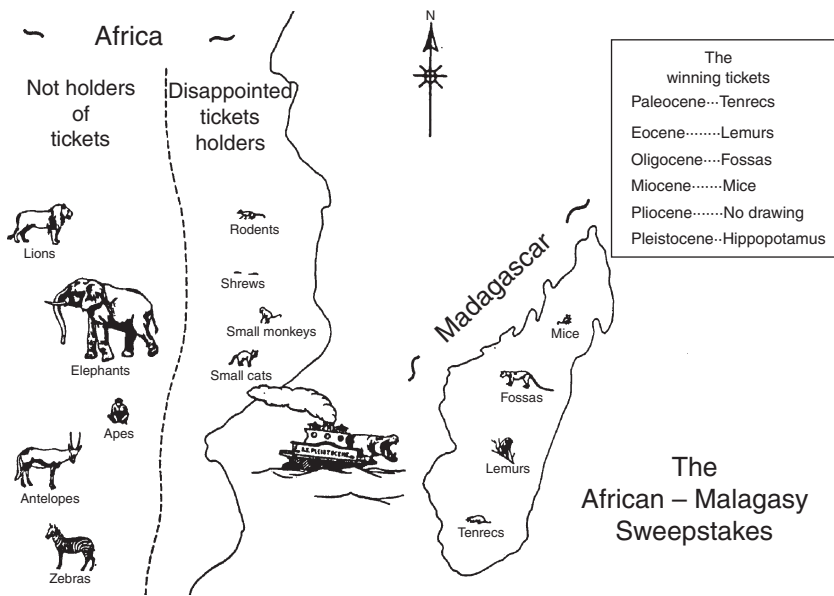 Africa
Not holders
of
tickets
Disappointed
tickets
holders
Lions
Elephants
Apes
Antelopes
Zebras
Rodents
Shrews
Small monkeys
Small cats
S.S. PLEISTOCENE
N
Madagascar
Mice
Fossas
Lemurs
Tenrecs
The
winning tickets
Paleocene···Tenrecs
Eocene········Lemurs
Oligocene····Fossas
Miocene·······Mice
Pliocene·······No drawing
Pleistocene··Hippopotamus
The
African – Malagasy
Sweepstakes